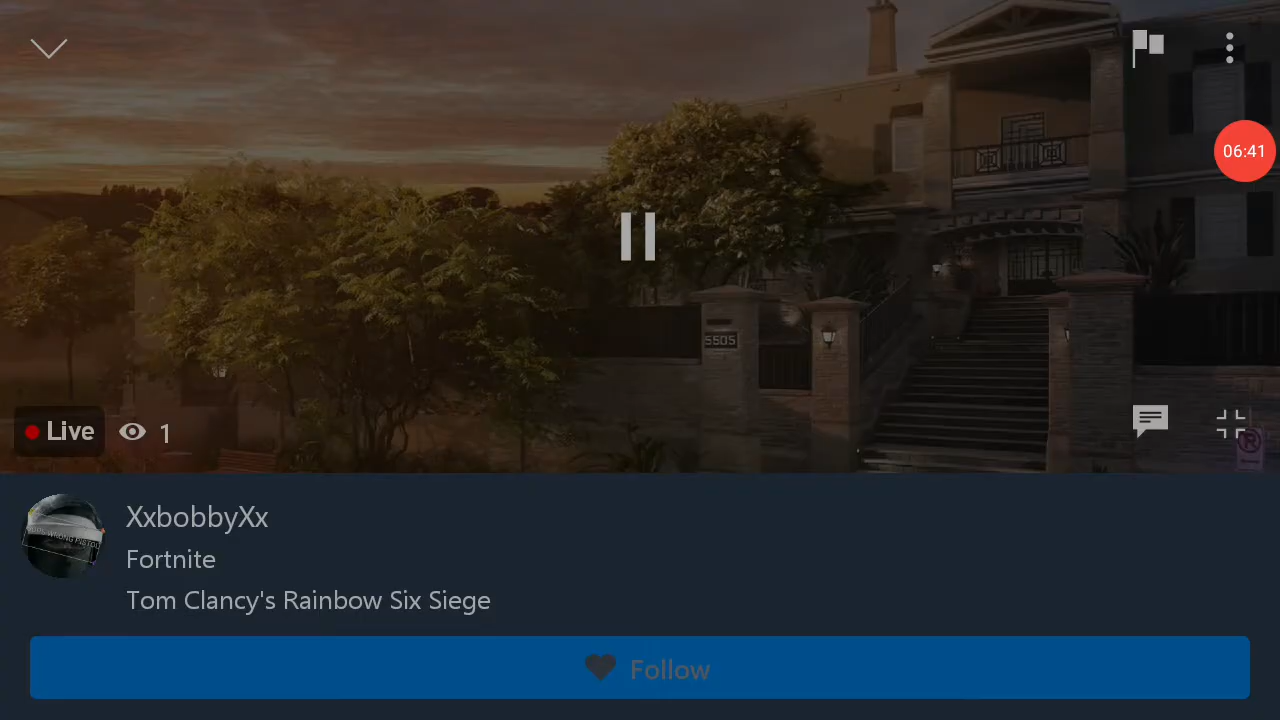 06:41
5505
Live 1
XxbobbyXx
Fortnite
Tom Clancy's Rainbow Six Siege
Follow